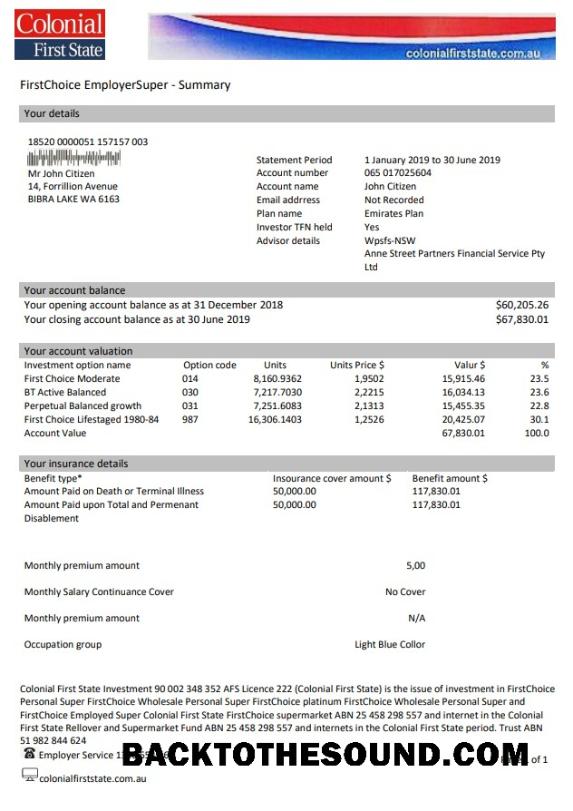 Colonial
First State
colonialfirststate.com.au
FirstChoice EmployerSuper - Summary
Your details
18520 0000051 157157 003
Mr John Citizen
14, Forrillion Avenue
BIBRA LAKE WA 6163
Statement Period 1 January 2019 to 30 June 2019
Account number 065 017025604
Account name John Citizen
Email addrress Not Recorded
Plan name Emirates Plan
Investor TFN held Yes
Advisor details Wpsfs-NSW
Anne Street Partners Financial Service Pty
Ltd
Your account balance
Your opening account balance as at 31 December 2018 $60,205.26
Your closing account balance as at 30 June 2019 $67,830.01
Your account valuation
Investment option name Option code Units Units Price $ Valur $ %
First Choice Moderate 014 8,160.9362 1,9502 15,915.46 23.5
BT Active Balanced 030 7,217.7030 2,2215 16,034.13 23.6
Perpetual Balanced growth 031 7,251.6083 2,1313 15,455.35 22.8
First Choice Lifestaged 1980-84 987 16,306.1403 1,2526 20,425.07 30.1
Account Value 67,830.01 100.0
Your insurance details
Benefit type* Insourance cover amount $ Benefit amount $
Amount Paid on Death or Terminal Illness 50,000.00 117,830.01
Amount Paid upon Total and Permenant 50,000.00 117,830.01
Disablement
Monthly premium amount 5,00
Monthly Salary Continuance Cover No Cover
Monthly premium amount N/A
Occupation group Light Blue Collor
Colonial First State Investment 90 002 348 352 AFS Licence 222 (Colonial First State) is the issue of investment in FirstChoice
Personal Super FirstChoice Wholesale Personal Super FirstChoice platinum FirstChoice Wholesale Personal Super and
FirstChoice Employed Super Colonial First State FirstChoice supermarket ABN 25 458 298 557 and internet in the Colonial
First State Rellover and Supermarket Fund ABN 25 458 298 557 and internets in the Colonial First State period. Trust ABN
51 982 844 624
Employer Service
BACKTOTHESOUND.COM
of 1
colonialfirststate.com.au